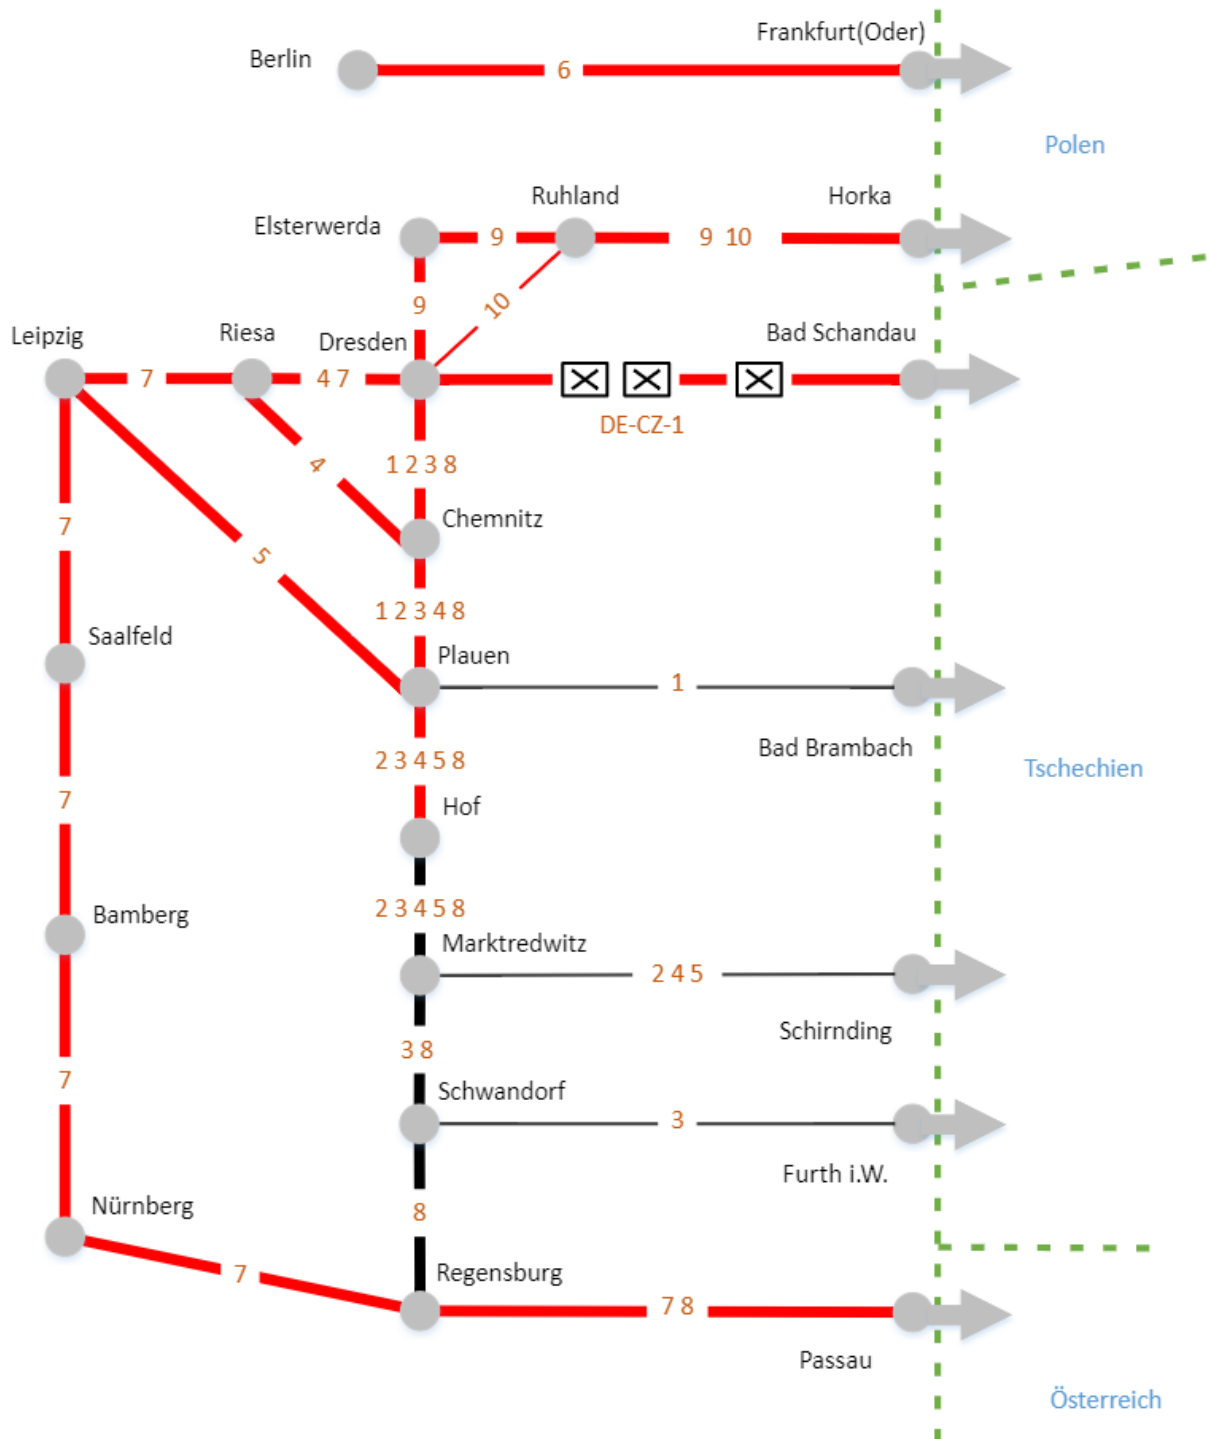 Frankfurt(Oder)
Berlin
6
Polen
Ruhland
Horka
Elsterwerda
9
9 10
9
10
Leipzig
Riesa
Dresden
Bad Schandau
7
4 7
DE-CZ-1
4
1 2 3 8
Chemnitz
7
5
1 2 3 4 8
Saalfeld
Plauen
1
2 3 4 5 8
Bad Brambach
Tschechien
7
Hof
2 3 4 5 8
Bamberg
Marktredwitz
2 4 5
Schirnding
3 8
7
Schwandorf
3
Furth i.W.
Nürnberg
8
7
Regensburg
7 8
Passau
Österreich